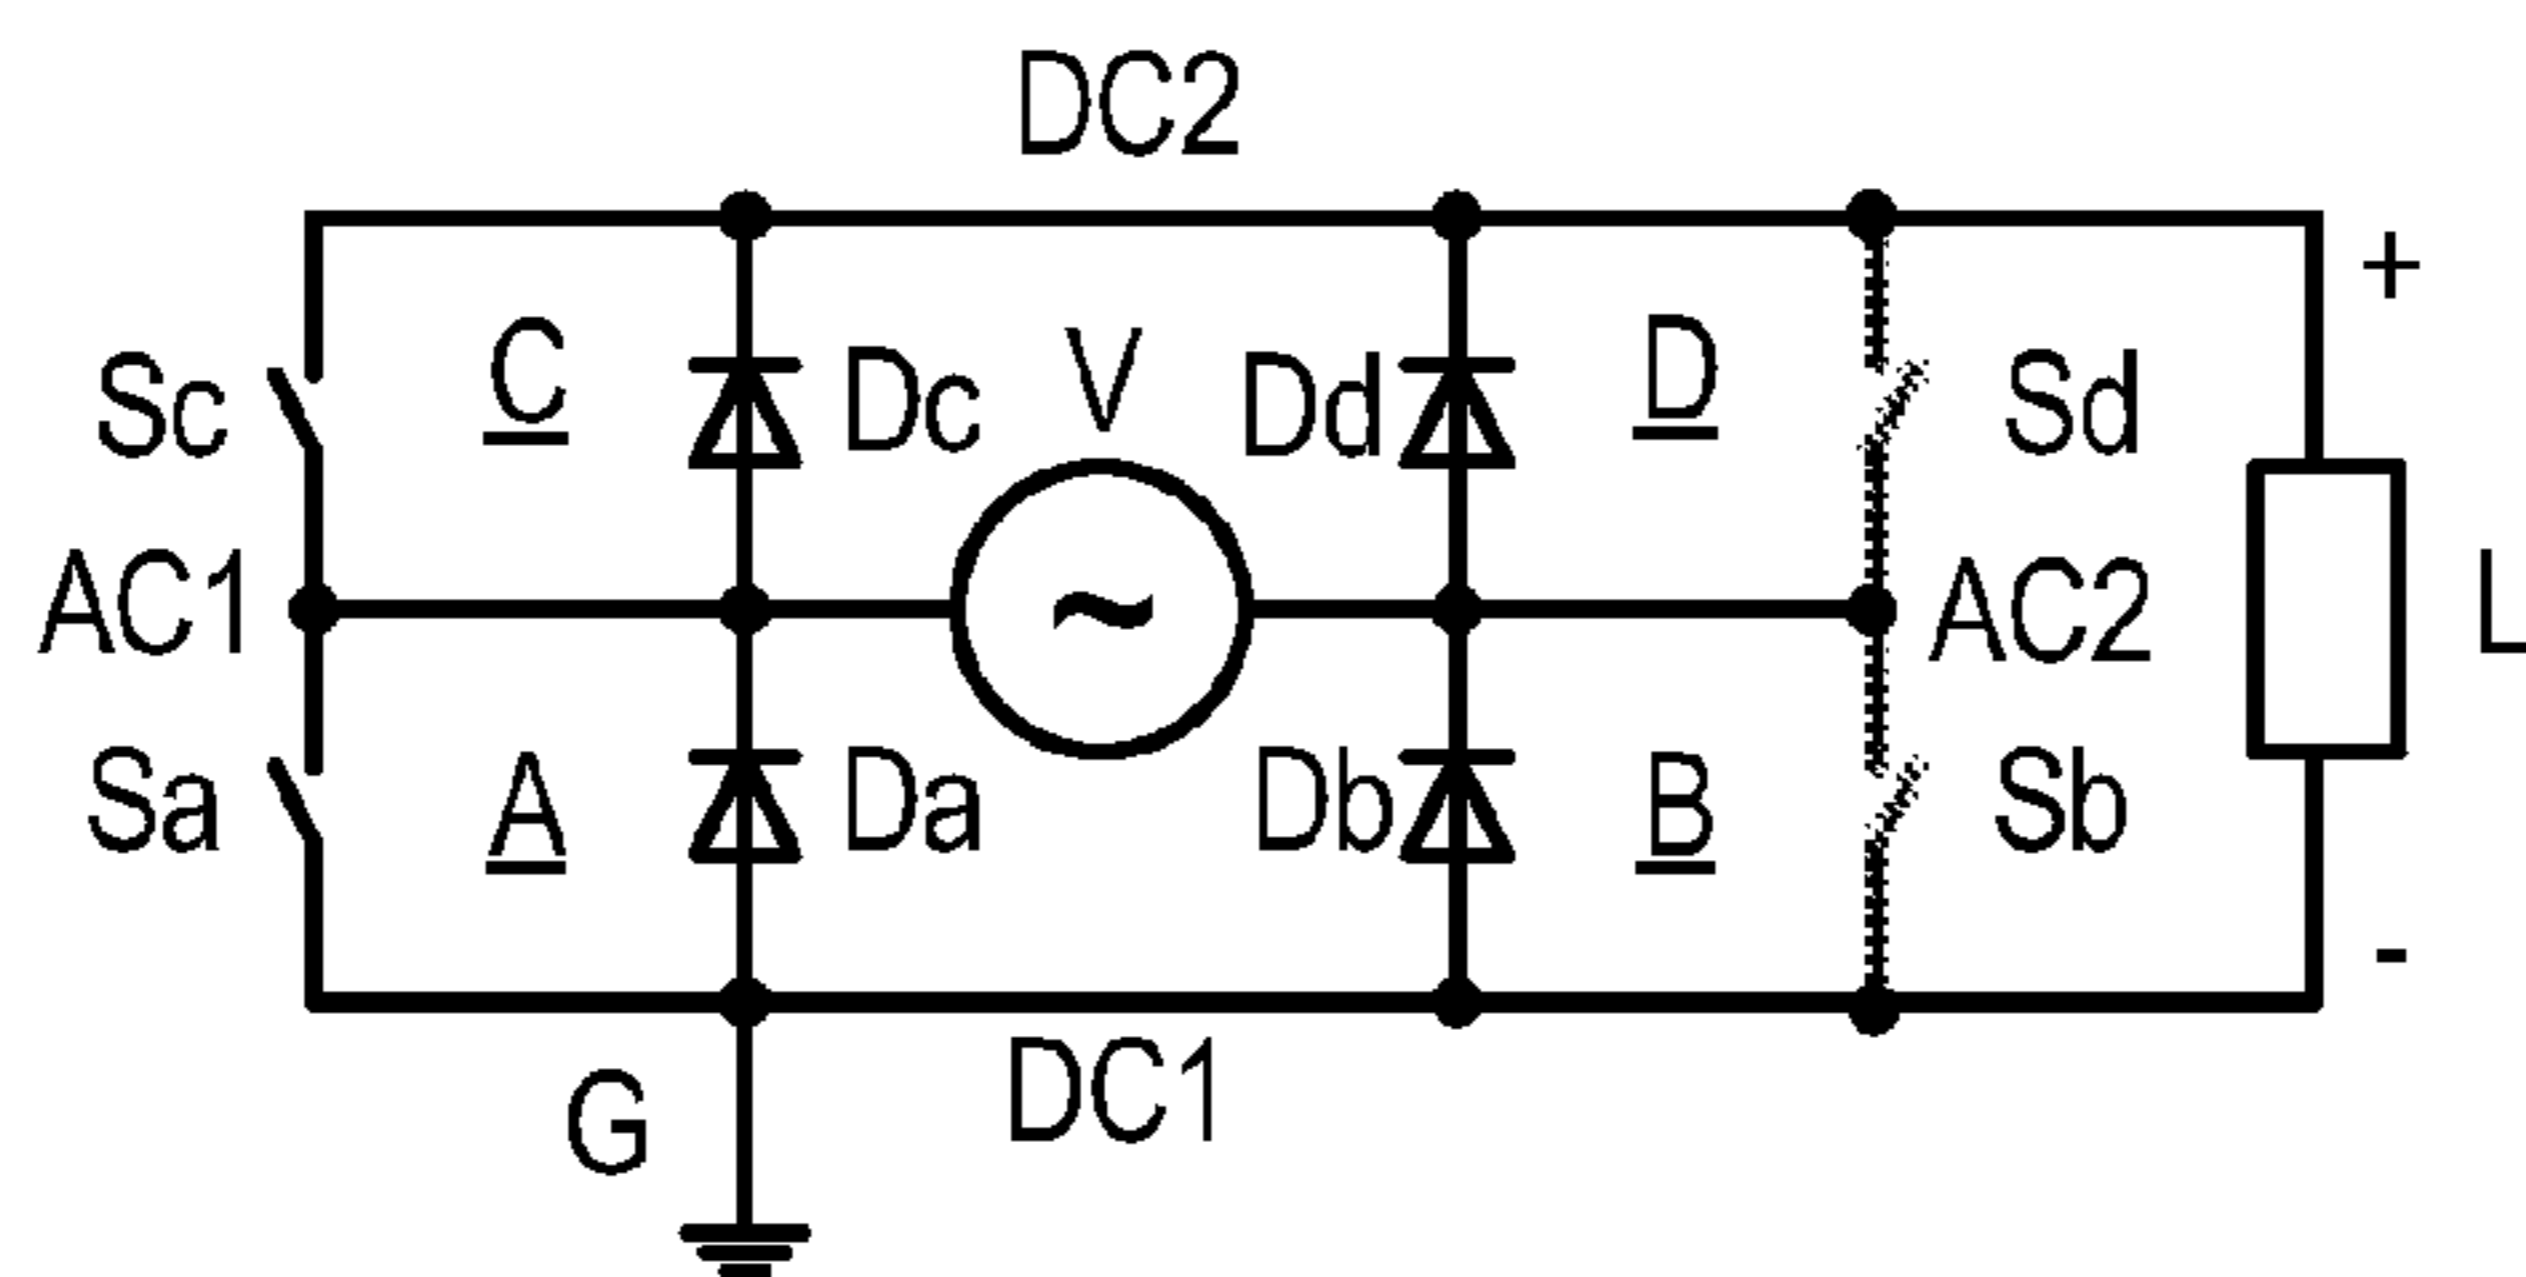 DC2
+
Sc C Dc V Dd D Sd
AC1 ~ AC2 L
Sa A Da Db B Sb
-
G DC1